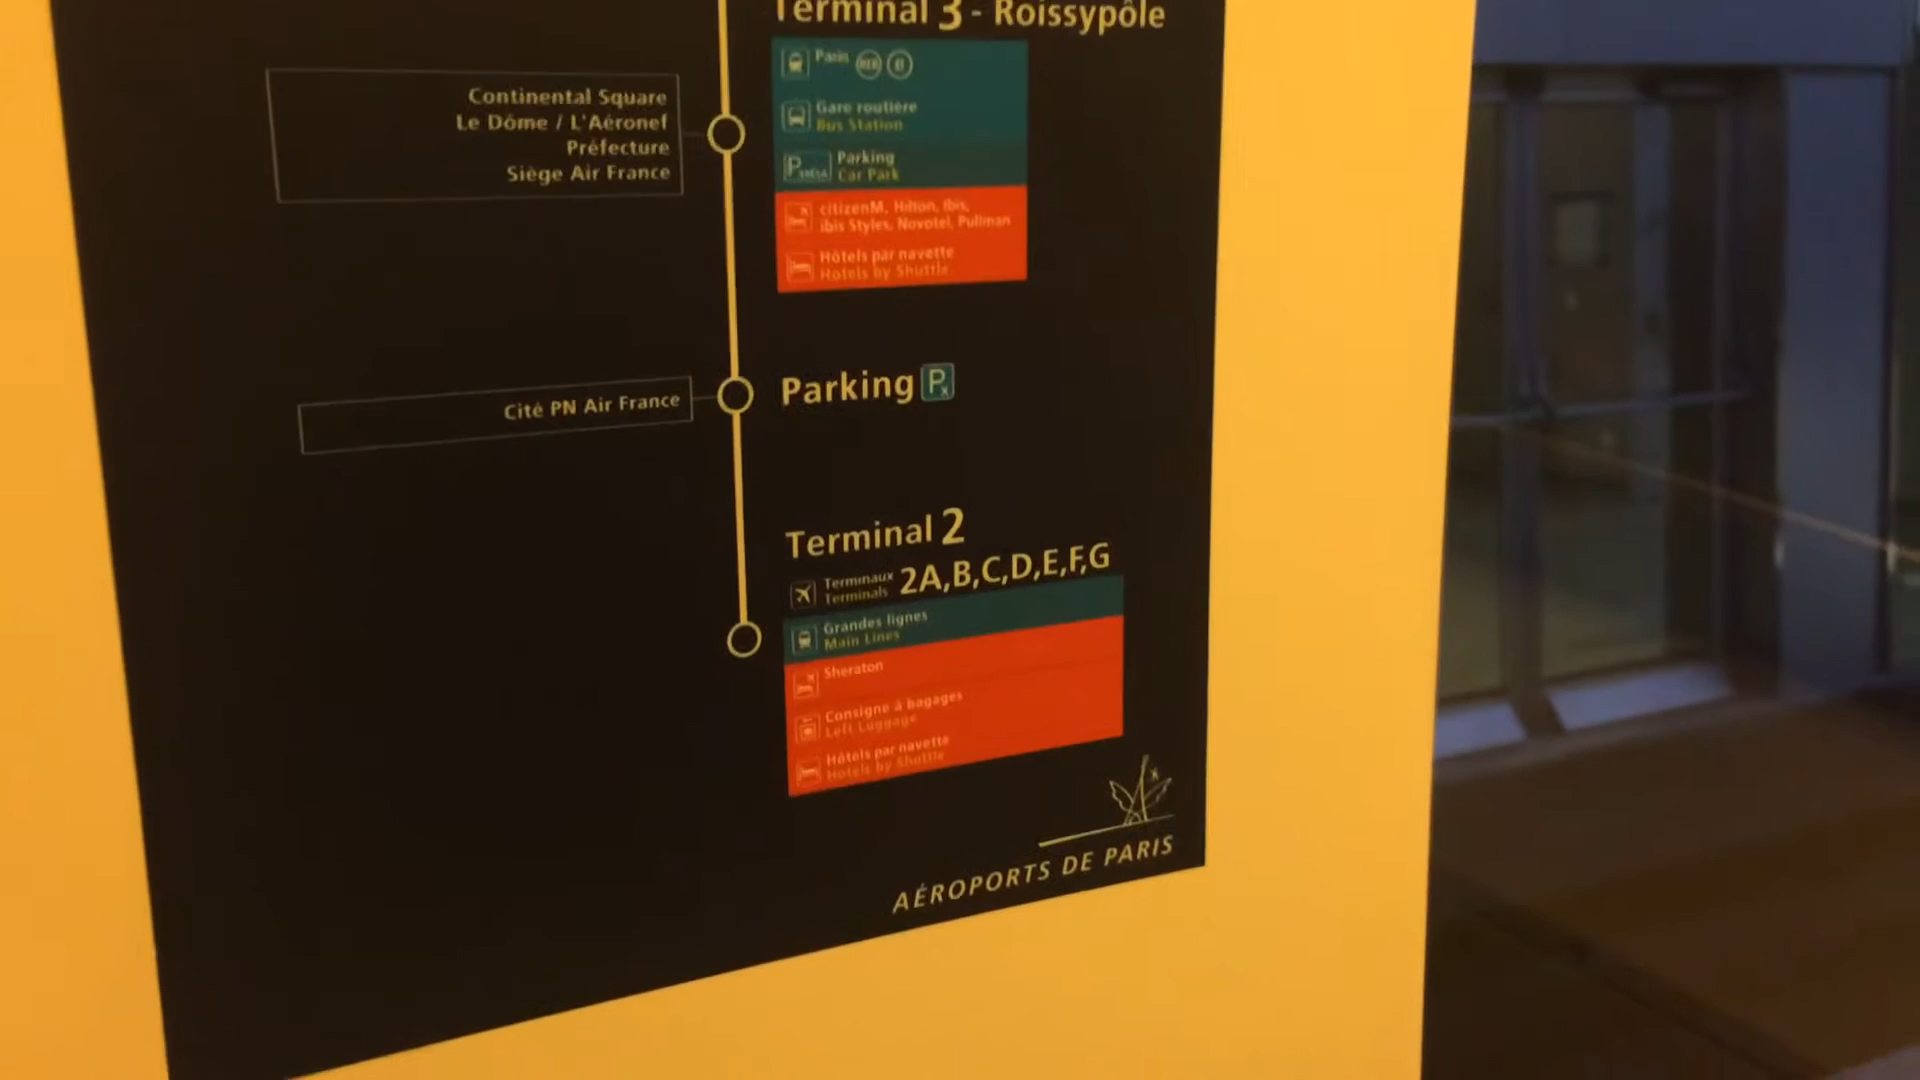 Terminal 3 - Roissypôle
Paris RER B
Gare routière
Bus Station
Continental Square
Le Dôme / L'Aéronef
Préfecture
Siège Air France
Parking
Car Park
citizenM, Hilton, ibis,
ibis Styles, Novotel, Pullman
Hôtels par navette
Hotels by Shuttle
Cité PN Air France
Parking Px
Terminal 2
Terminaux 2A,B,C,D,E,F,G
Terminals
Grandes lignes
Main Lines
Sheraton
Consigne à bagages
Left Luggage
Hôtels par navette
Hotels by Shuttle
AÉROPORTS DE PARIS